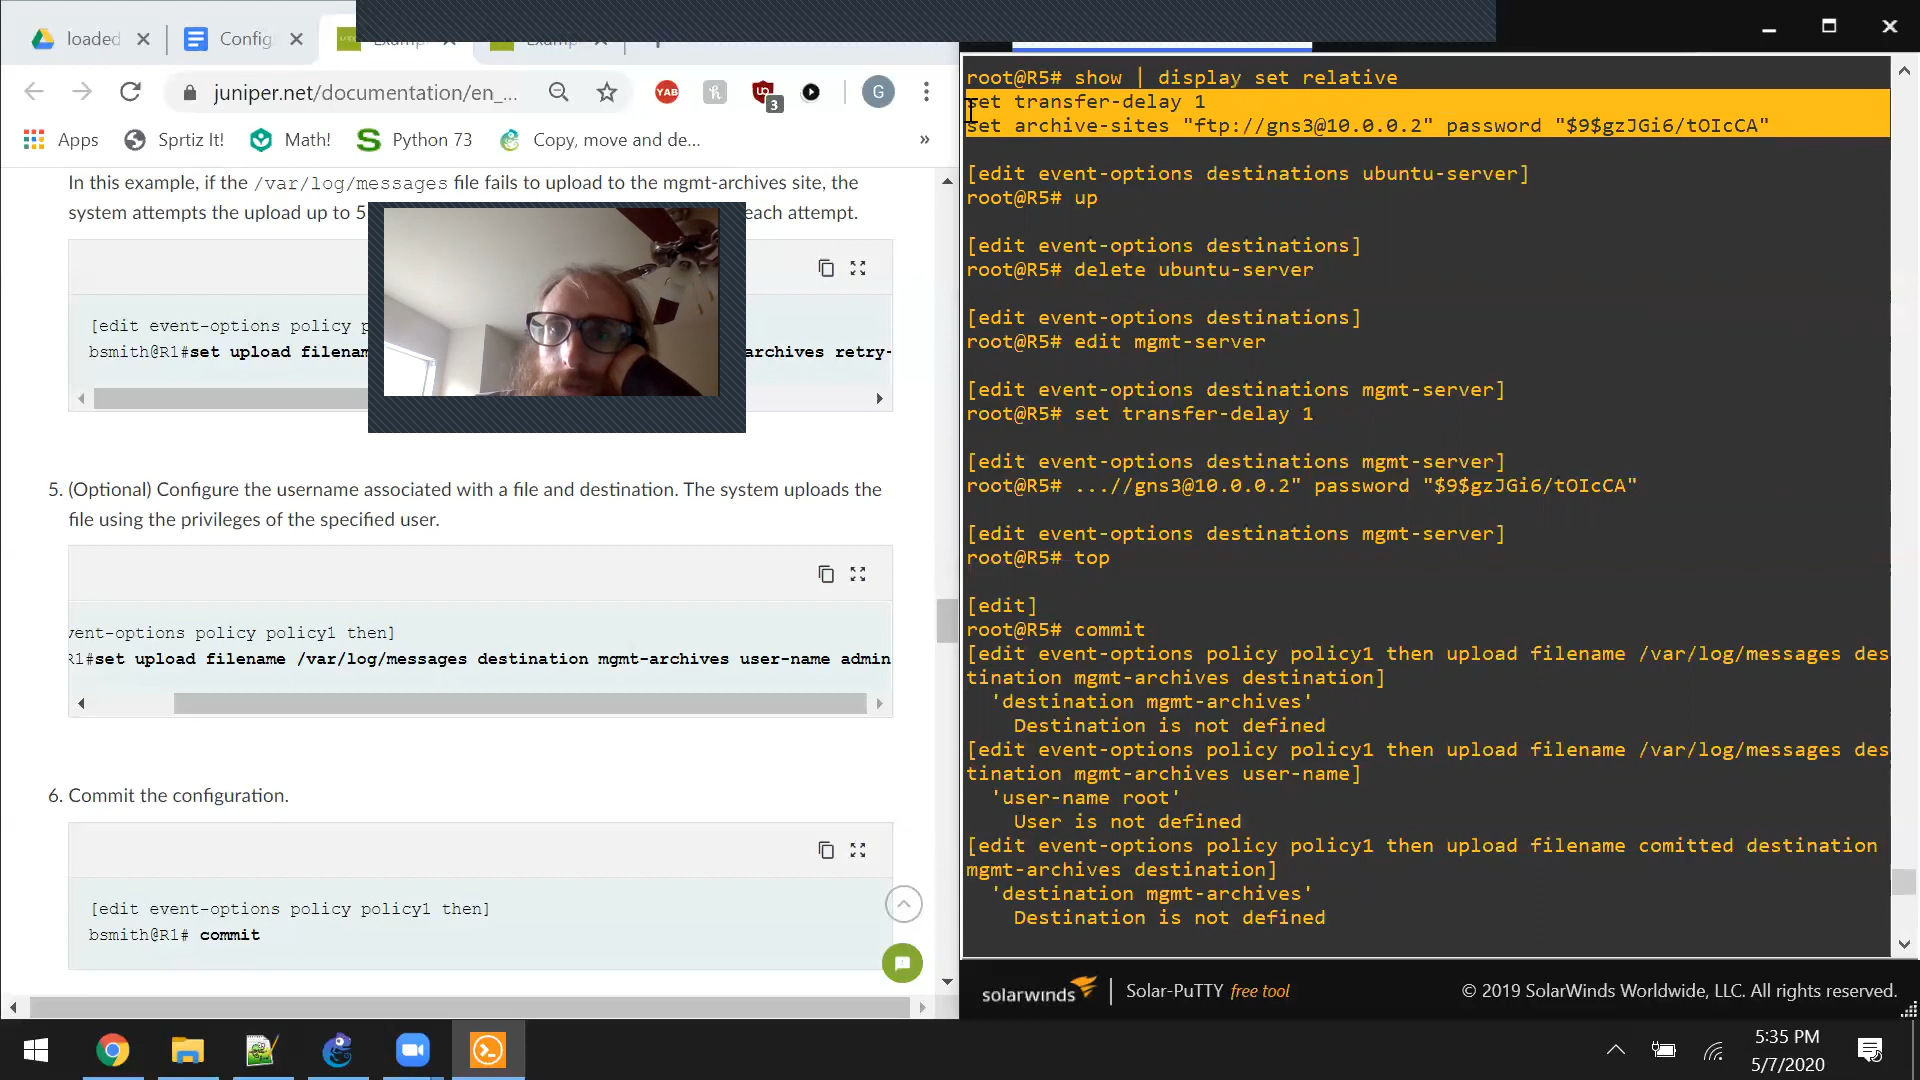 loaded
Config
juniper.net/documentation/en_...
YAB
3
G
Apps
Sprtiz It!
Math!
Python 73
Copy, move and de...
»
In this example, if the /var/log/messages file fails to upload to the mgmt-archives site, the
system attempts the upload up to 5
each attempt.
[edit event-options policy p
bsmith@R1#set upload filenam
archives retry-
5. (Optional) Configure the username associated with a file and destination. The system uploads the
file using the privileges of the specified user.
vent-options policy policy1 then]
R1#set upload filename /var/log/messages destination mgmt-archives user-name admin
6. Commit the configuration.
[edit event-options policy policy1 then]
bsmith@R1# commit
root@R5# show | display set relative
set transfer-delay 1
set archive-sites "ftp://gns3@10.0.0.2" password "$9$gzJGi6/tOIcCA"
[edit event-options destinations ubuntu-server]
root@R5# up
[edit event-options destinations]
root@R5# delete ubuntu-server
[edit event-options destinations]
root@R5# edit mgmt-server
[edit event-options destinations mgmt-server]
root@R5# set transfer-delay 1
[edit event-options destinations mgmt-server]
root@R5# ...//gns3@10.0.0.2" password "$9$gzJGi6/tOIcCA"
[edit event-options destinations mgmt-server]
root@R5# top
[edit]
root@R5# commit
[edit event-options policy policy1 then upload filename /var/log/messages des
tination mgmt-archives destination]
'destination mgmt-archives'
Destination is not defined
[edit event-options policy policy1 then upload filename /var/log/messages des
tination mgmt-archives user-name]
'user-name root'
User is not defined
[edit event-options policy policy1 then upload filename comitted destination
mgmt-archives destination]
'destination mgmt-archives'
Destination is not defined
solarwinds
Solar-PuTTY free tool
© 2019 SolarWinds Worldwide, LLC. All rights reserved.
5:35 PM
5/7/2020